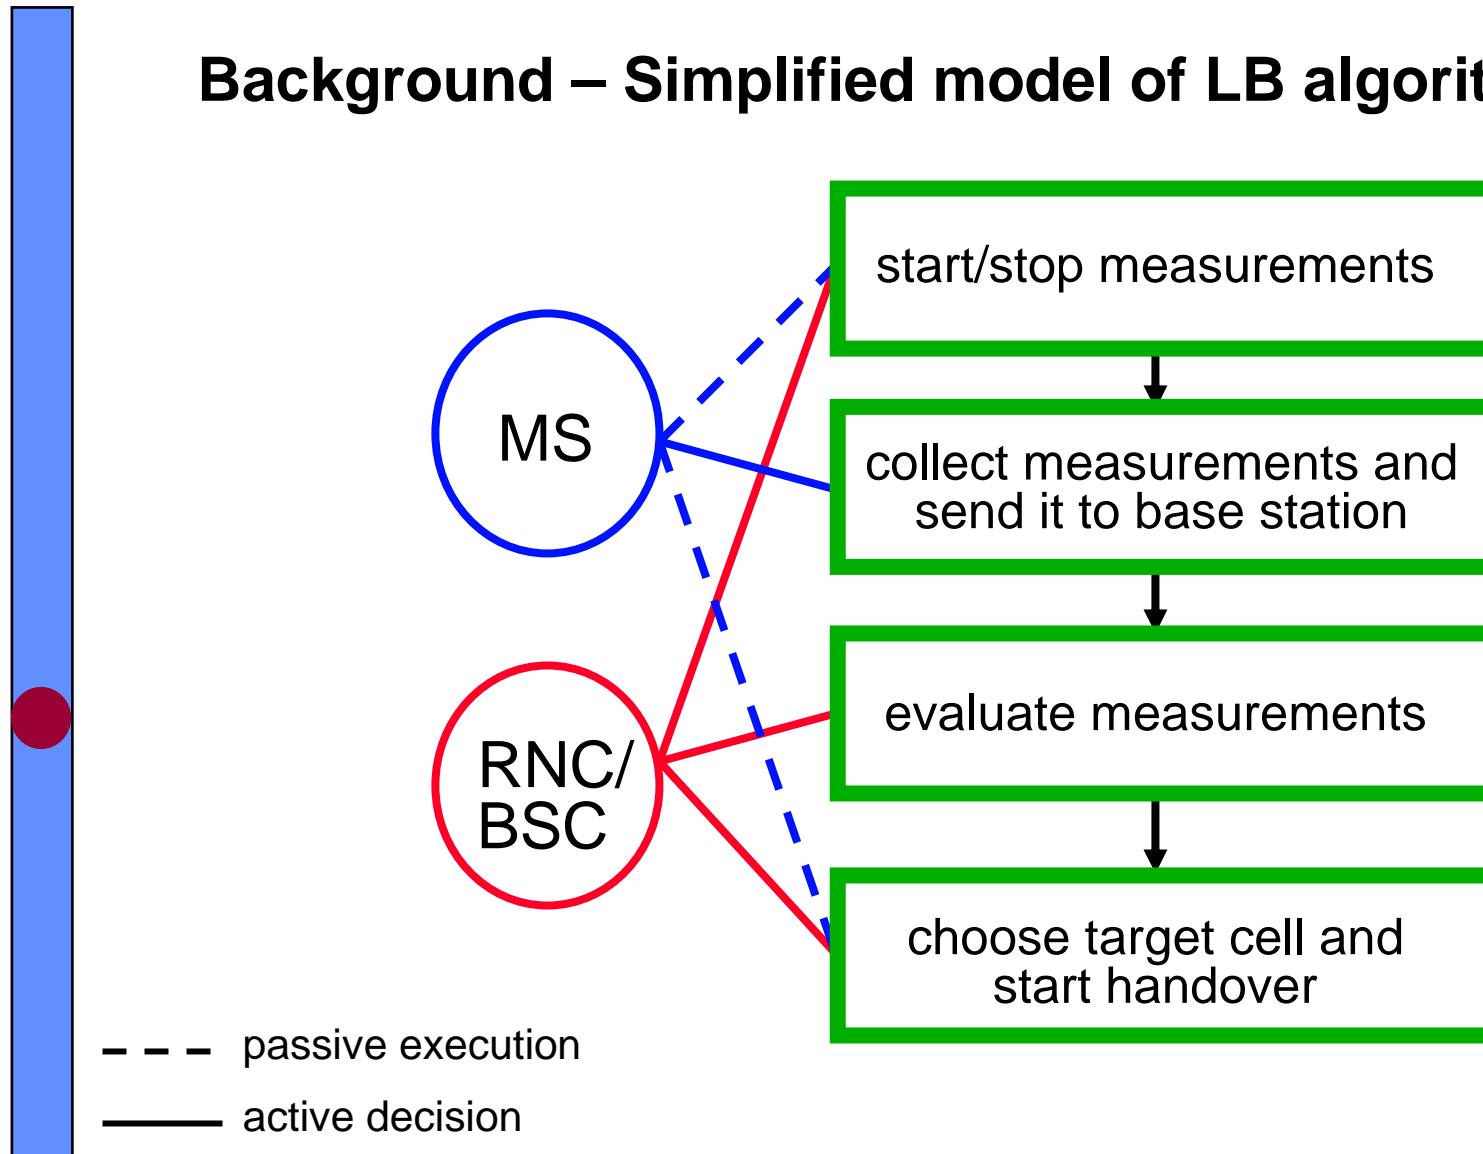 Background – Simplified model of LB algorit
start/stop measurements
MS
collect measurements and
send it to base station
RNC/
BSC
evaluate measurements
choose target cell and
start handover
passive execution
active decision